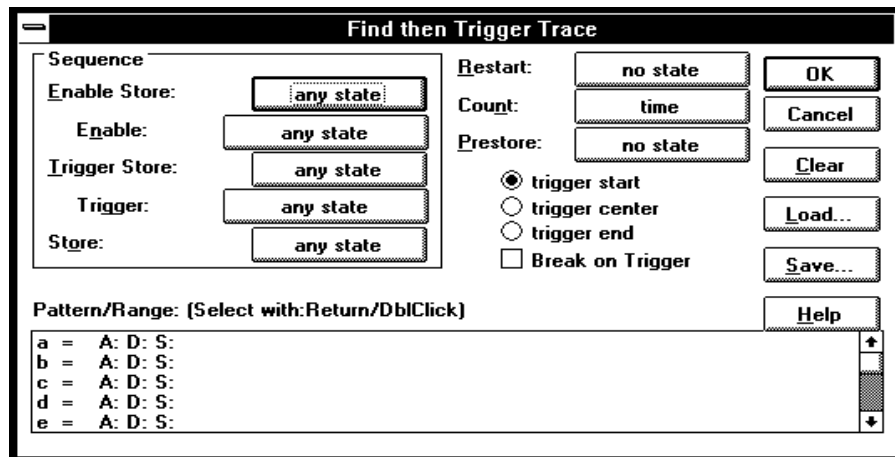 Find then Trigger Trace
Sequence
Enable Store: any state
Enable: any state
Trigger Store: any state
Trigger: any state
Store: any state
Restart: no state
Count: time
Prestore: no state
trigger start
trigger center
trigger end
Break on Trigger
OK
Cancel
Clear
Load...
Save...
Help
Pattern/Range: (Select with:Return/DblClick)
a = A: D: S:
b = A: D: S:
c = A: D: S:
d = A: D: S:
e = A: D: S: